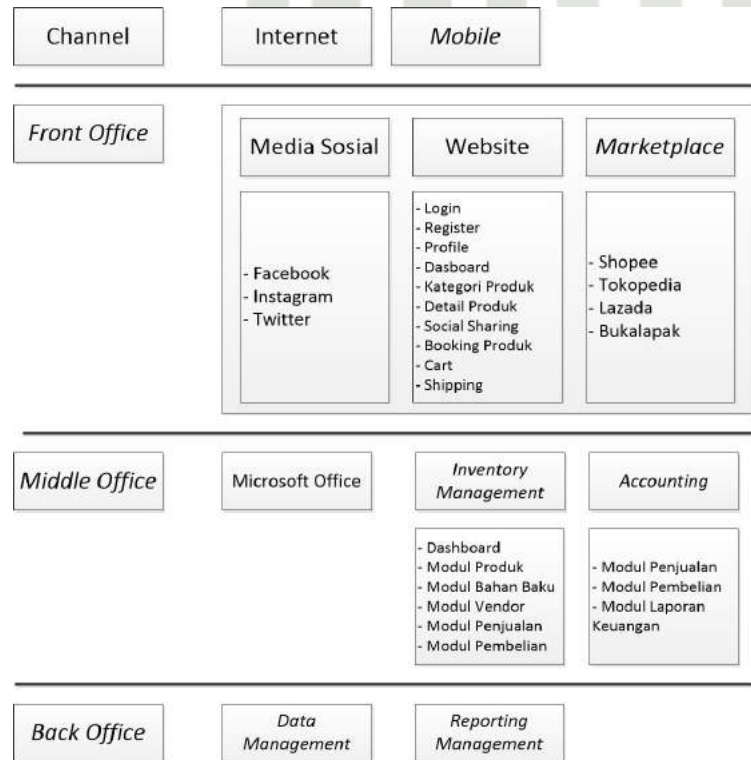 Channel
Internet
Mobile
Front Office
Media Sosial
Website
Marketplace
- Facebook
- Instagram
- Twitter
- Login
- Register
- Profile
- Dasboard
- Kategori Produk
- Detail Produk
- Social Sharing
- Booking Produk
- Cart
- Shipping
- Shopee
- Tokopedia
- Lazada
- Bukalapak
Middle Office
Microsoft Office
Inventory
Management
Accounting
- Dashboard
- Modul Produk
- Modul Bahan Baku
- Modul Vendor
- Modul Penjualan
- Modul Pembelian
- Modul Penjualan
- Modul Pembelian
- Modul Laporan
Keuangan
Back Office
Data
Management
Reporting
Management